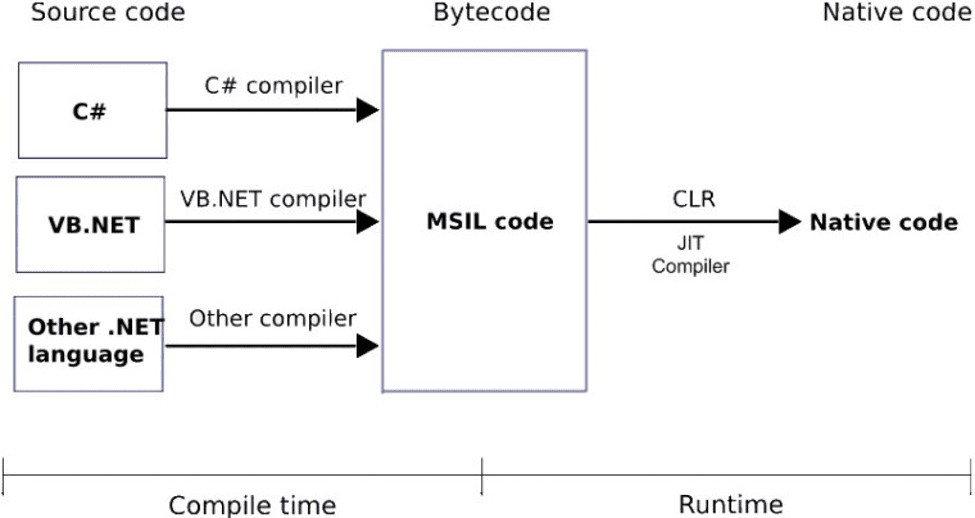 Source code
Bytecode
Native code
C#
C# compiler
VB.NET
VB.NET compiler
Other .NET
language
Other compiler
MSIL code
CLR
JIT
Compiler
Native code
Compile time
Runtime